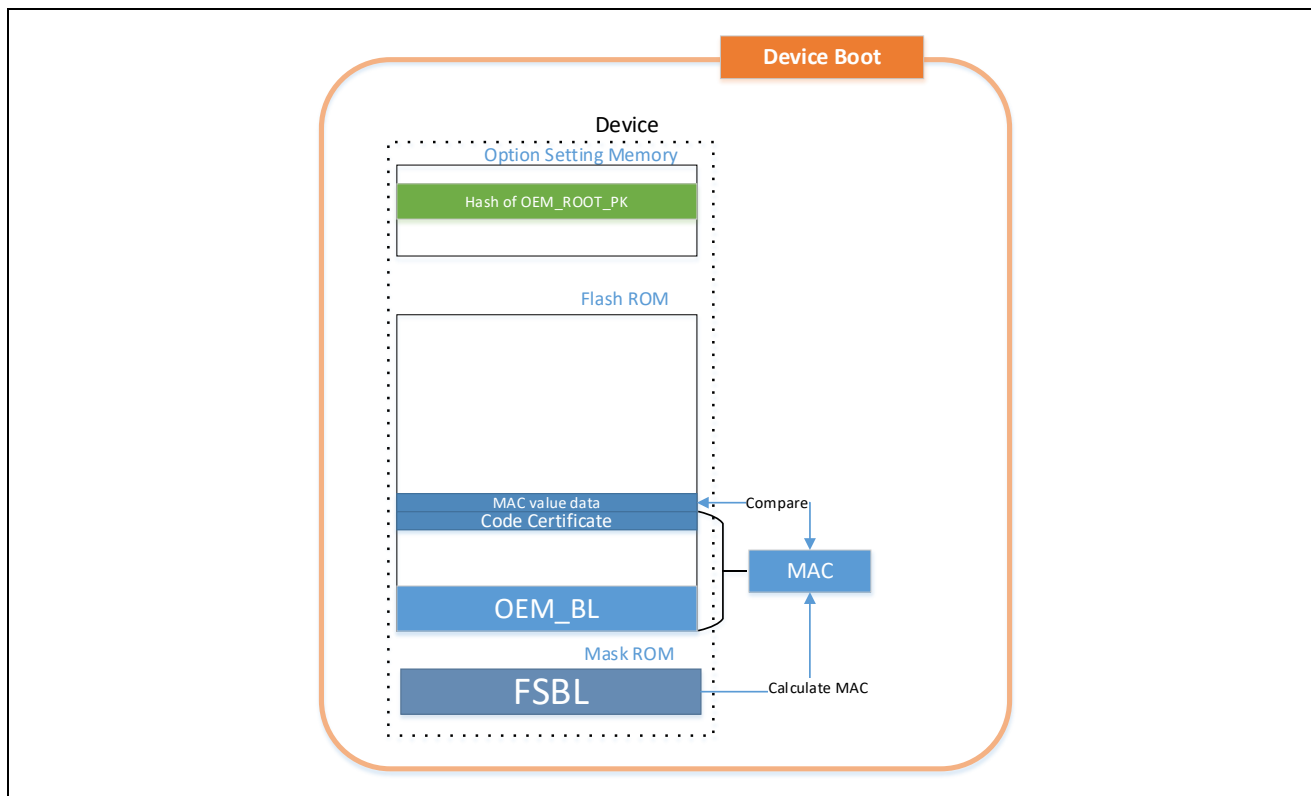 Device Boot
Device
Option Setting Memory
Hash of OEM_ROOT_PK
Flash ROM
MAC value data
Compare
Code Certificate
MAC
OEM_BL
Mask ROM
FSBL
Calculate MAC